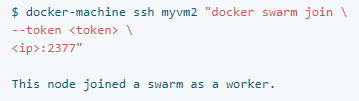 $ docker-machine ssh myvm2 "docker swarm join \
--token <token> \
<ip>:2377"
This node joined a swarm as a worker.